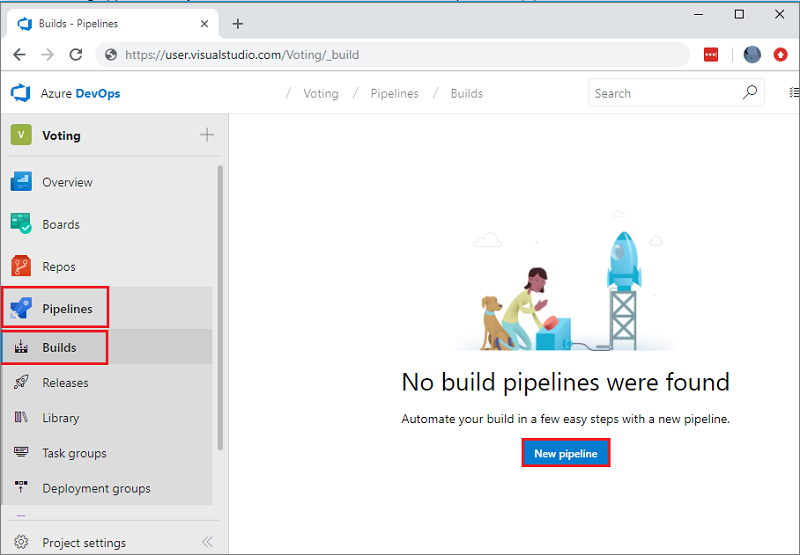 Builds - Pipelines
https://user.visualstudio.com/Voting/_build
Azure DevOps / Voting / Pipelines / Builds Search
V Voting
Overview
Boards
Repos
Pipelines
Builds
Releases
Library
Task groups
Deployment groups
Project settings
No build pipelines were found
Automate your build in a few easy steps with a new pipeline.
New pipeline